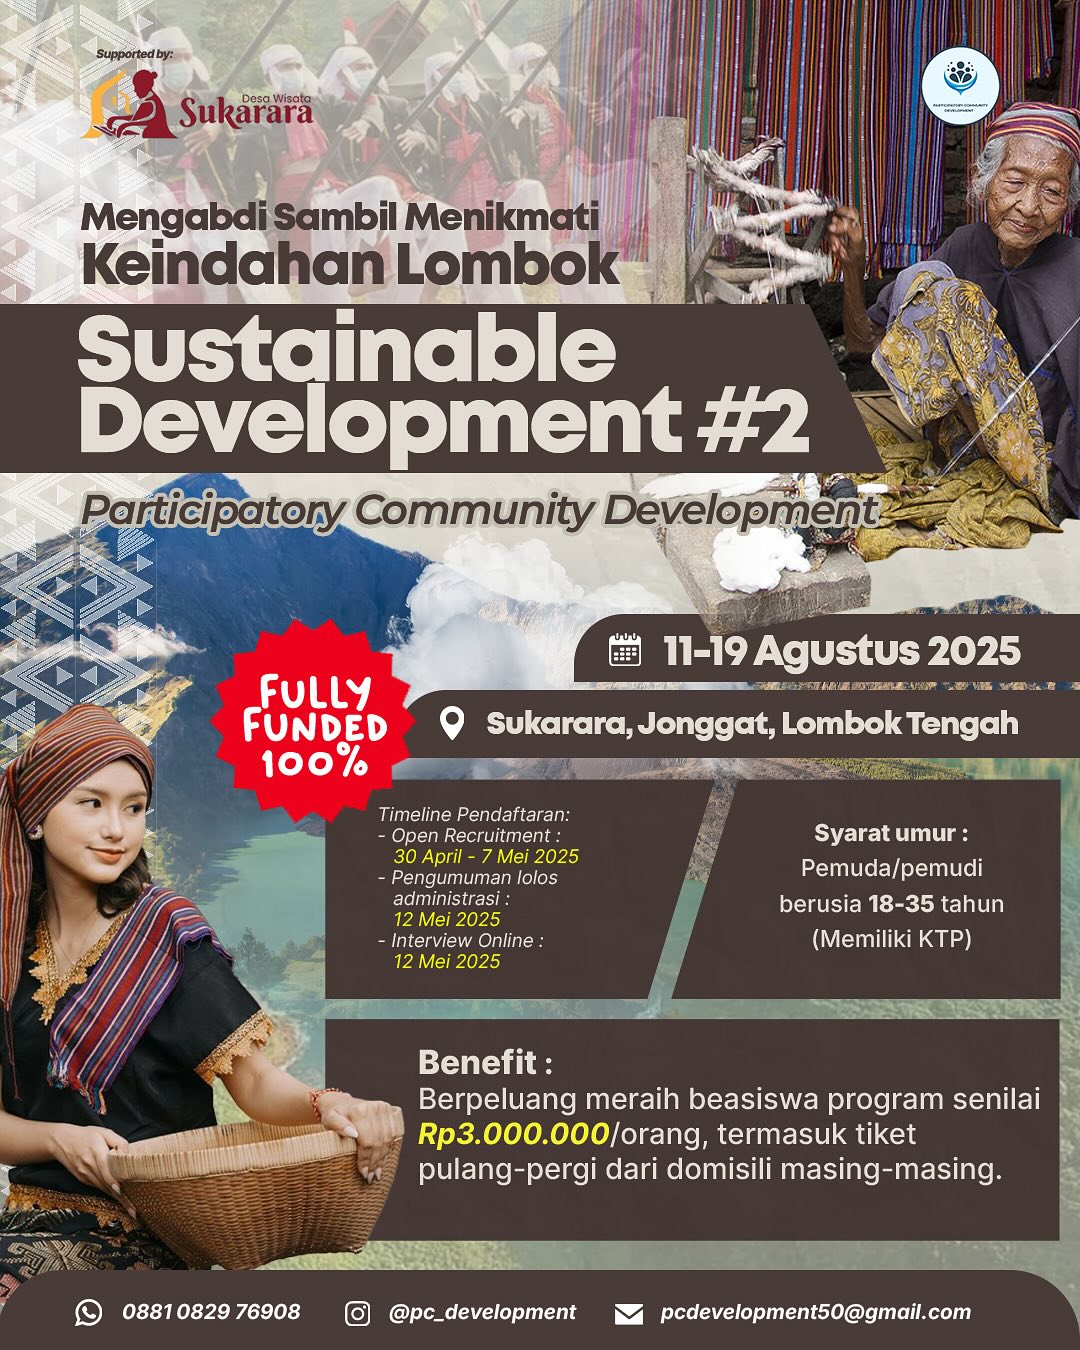 Supported by:
Desa Wisata
Sukarara
PARTICIPATORY COMMUNITY
DEVELOPMENT
Mengabdi Sambil Menikmati
Keindahan Lombok
Sustainable
Development #2
Participatory Community Development
11-19 Agustus 2025
FULLY
FUNDED
100%
Sukarara, Jonggat, Lombok Tengah
Timeline Pendaftaran:
- Open Recruitment :
30 April - 7 Mei 2025
- Pengumuman lolos
administrasi :
12 Mei 2025
- Interview Online :
12 Mei 2025
Syarat umur :
Pemuda/pemudi
berusia 18-35 tahun
(Memiliki KTP)
Benefit :
Berpeluang meraih beasiswa program senilai
Rp3.000.000/orang, termasuk tiket
pulang-pergi dari domisili masing-masing.
0881 0829 76908
@pc_development
pcdevelopment50@gmail.com